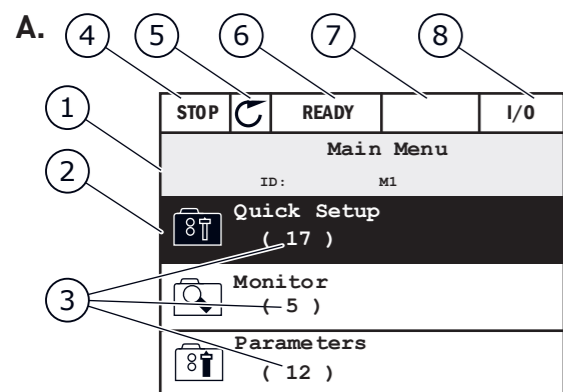 A.
4 5 6 7 8
STOP READY I/O
1
Main Menu
ID: M1
2
Quick Setup
( 17 )
3
Monitor
( 5 )
Parameters
( 12 )